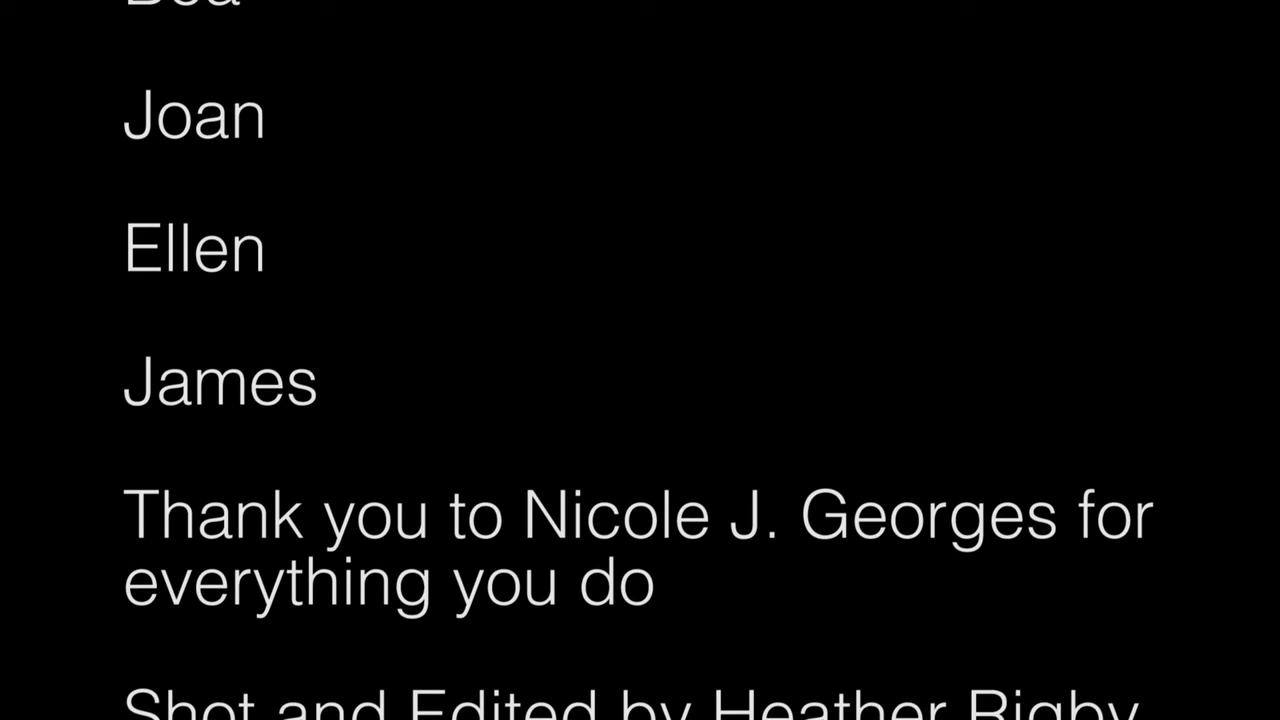 Joan
Ellen
James
Thank you to Nicole J. Georges for
everything you do
Shot and Edited by Heather Rigby